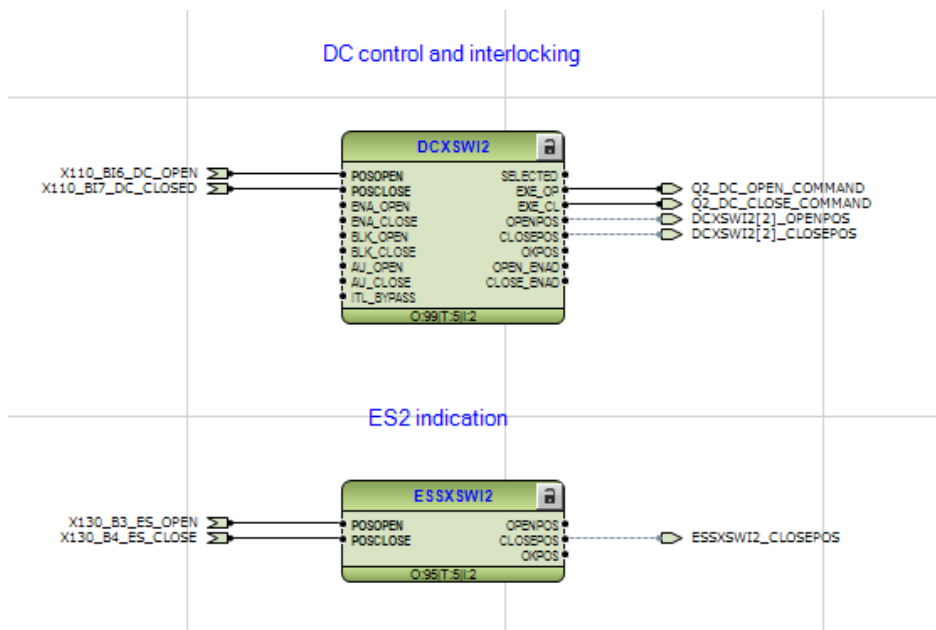 DC control and interlocking
DCXSWI2
X110_BI6_DC_OPEN
X110_BI7_DC_CLOSED
POSOPEN
POSCLOSE
ENA_OPEN
ENA_CLOSE
BLK_OPEN
BLK_CLOSE
AU_OPEN
AU_CLOSE
ITL_BYPASS
SELECTED
EXE_OP
EXE_CL
OPENPOS
CLOSEPOS
OKPOS
OPEN_ENAD
CLOSE_ENAD
Q2_DC_OPEN_COMMAND
Q2_DC_CLOSE_COMMAND
DCXSWI2[2]_OPENPOS
DCXSWI2[2]_CLOSEPOS
O:99|T:5|I:2
ES2 indication
ESSXSWI2
X130_B3_ES_OPEN
X130_B4_ES_CLOSE
POSOPEN
POSCLOSE
OPENPOS
CLOSEPOS
OKPOS
ESSXSWI2_CLOSEPOS
O:95|T:5|I:2